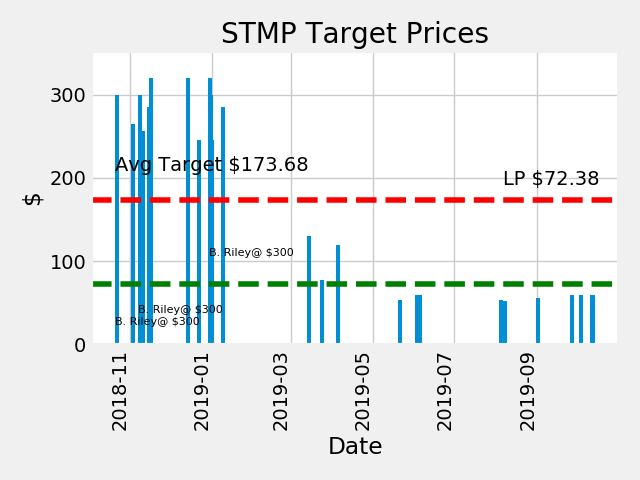 STMP Target Prices
$
300
200
100
0
Avg Target $173.68
LP $72.38
B. Riley@ $300
B. Riley@ $300
B. Riley@ $300
2018-11
2019-01
2019-03
2019-05
2019-07
2019-09
Date